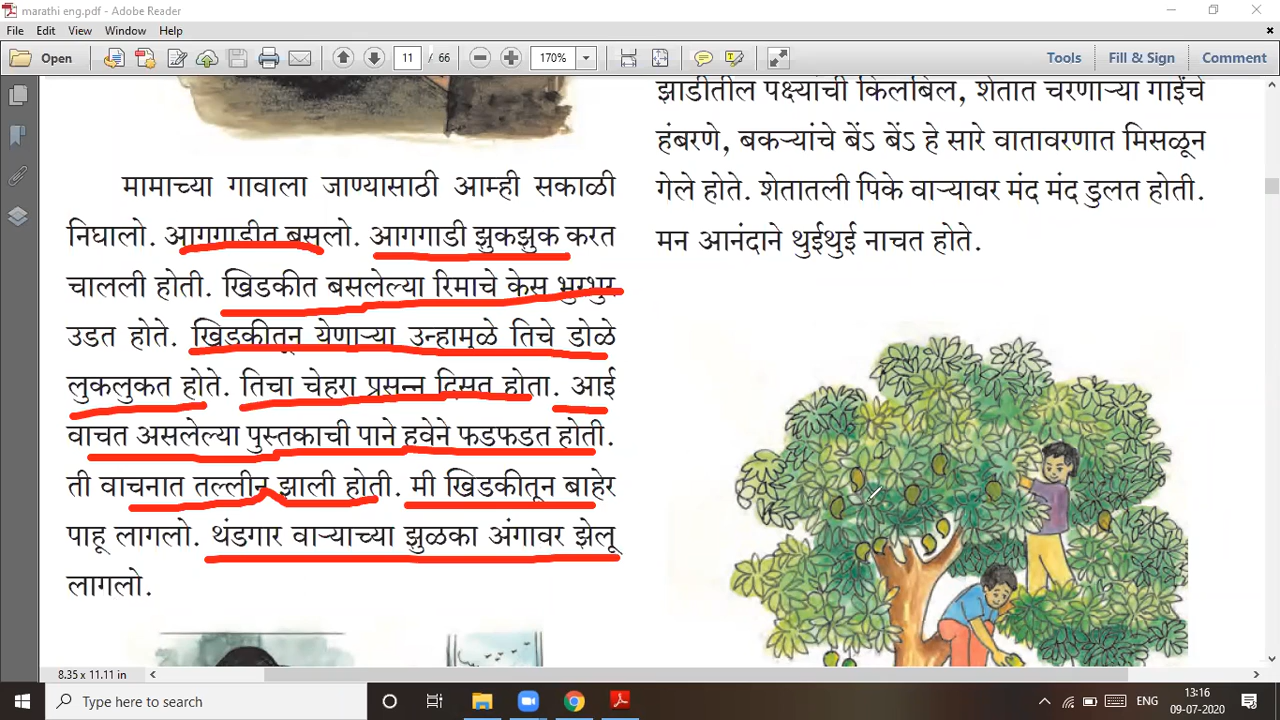 marathi eng.pdf - Adobe Reader
File Edit View Window Help
Open 11 / 66 170% Tools Fill & Sign Comment
मामाच्या गावाला जाण्यासाठी आम्ही सकाळी
निघालो. आगगाडीत बसलो. आगगाडी झुकझुक करत
चालली होती. खिडकीत बसलेल्या रिमाचे केस भुरभुर
उडत होते. खिडकीतून येणाऱ्या उन्हामुळे तिचे डोळे
लुकलुकत होते. तिचा चेहरा प्रसन्न दिसत होता. आई
वाचत असलेल्या पुस्तकाची पाने हवेने फडफडत होती.
ती वाचनात तल्लीन झाली होती. मी खिडकीतून बाहेर
पाहू लागलो. थंडगार वाऱ्याच्या झुळका अंगावर झेलू
लागलो.
झाडीतील पक्ष्यांची किलबिल, शेतात चरणाऱ्या गाईंचे
हंबरणे, बकऱ्यांचे बेंऽ बेंऽ हे सारे वातावरणात मिसळून
गेले होते. शेतातली पिके वाऱ्यावर मंद मंद डुलत होती.
मन आनंदाने थुईथुई नाचत होते.
8.35 x 11.11 in
Type here to search
ENG
13:16
09-07-2020